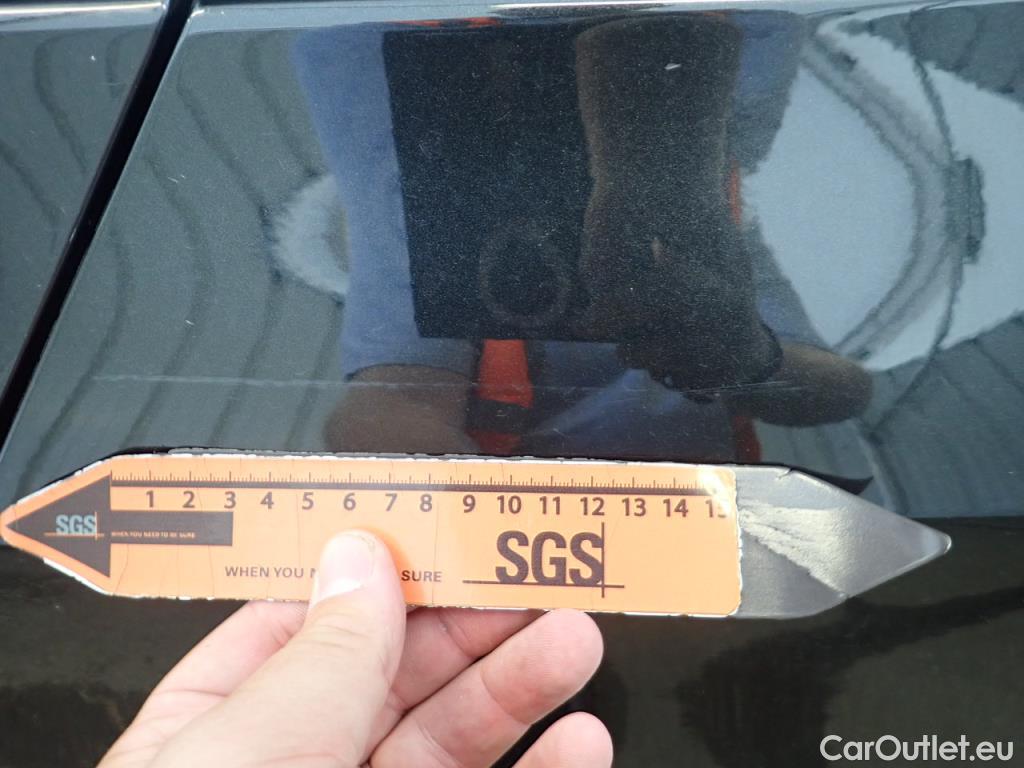 1 2 3 4 5 6 7 8 9 10 11 12 13 14 15
SGS
WHEN YOU NEED TO BE SURE
SGS
WHEN YOU SURE
CarOutlet.eu